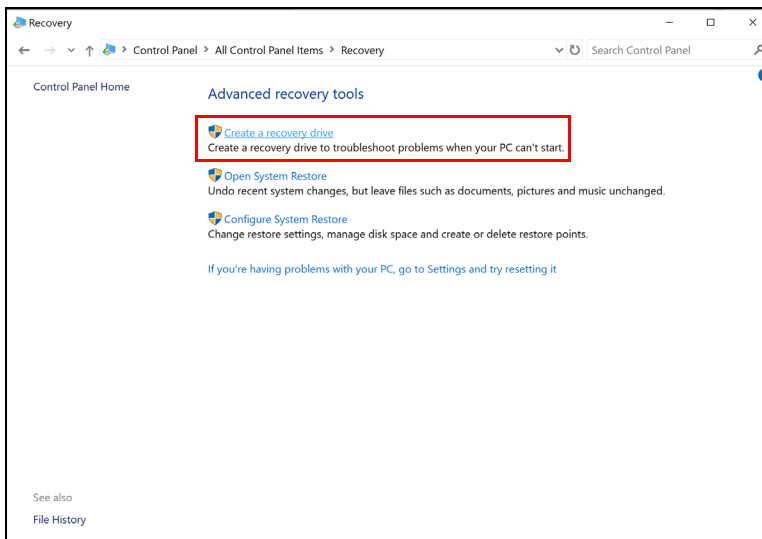 Recovery
Control Panel > All Control Panel Items > Recovery
Search Control Panel
Control Panel Home
Advanced recovery tools
Create a recovery drive
Create a recovery drive to troubleshoot problems when your PC can't start.
Open System Restore
Undo recent system changes, but leave files such as documents, pictures and music unchanged.
Configure System Restore
Change restore settings, manage disk space and create or delete restore points.
If you're having problems with your PC, go to Settings and try resetting it
See also
File History